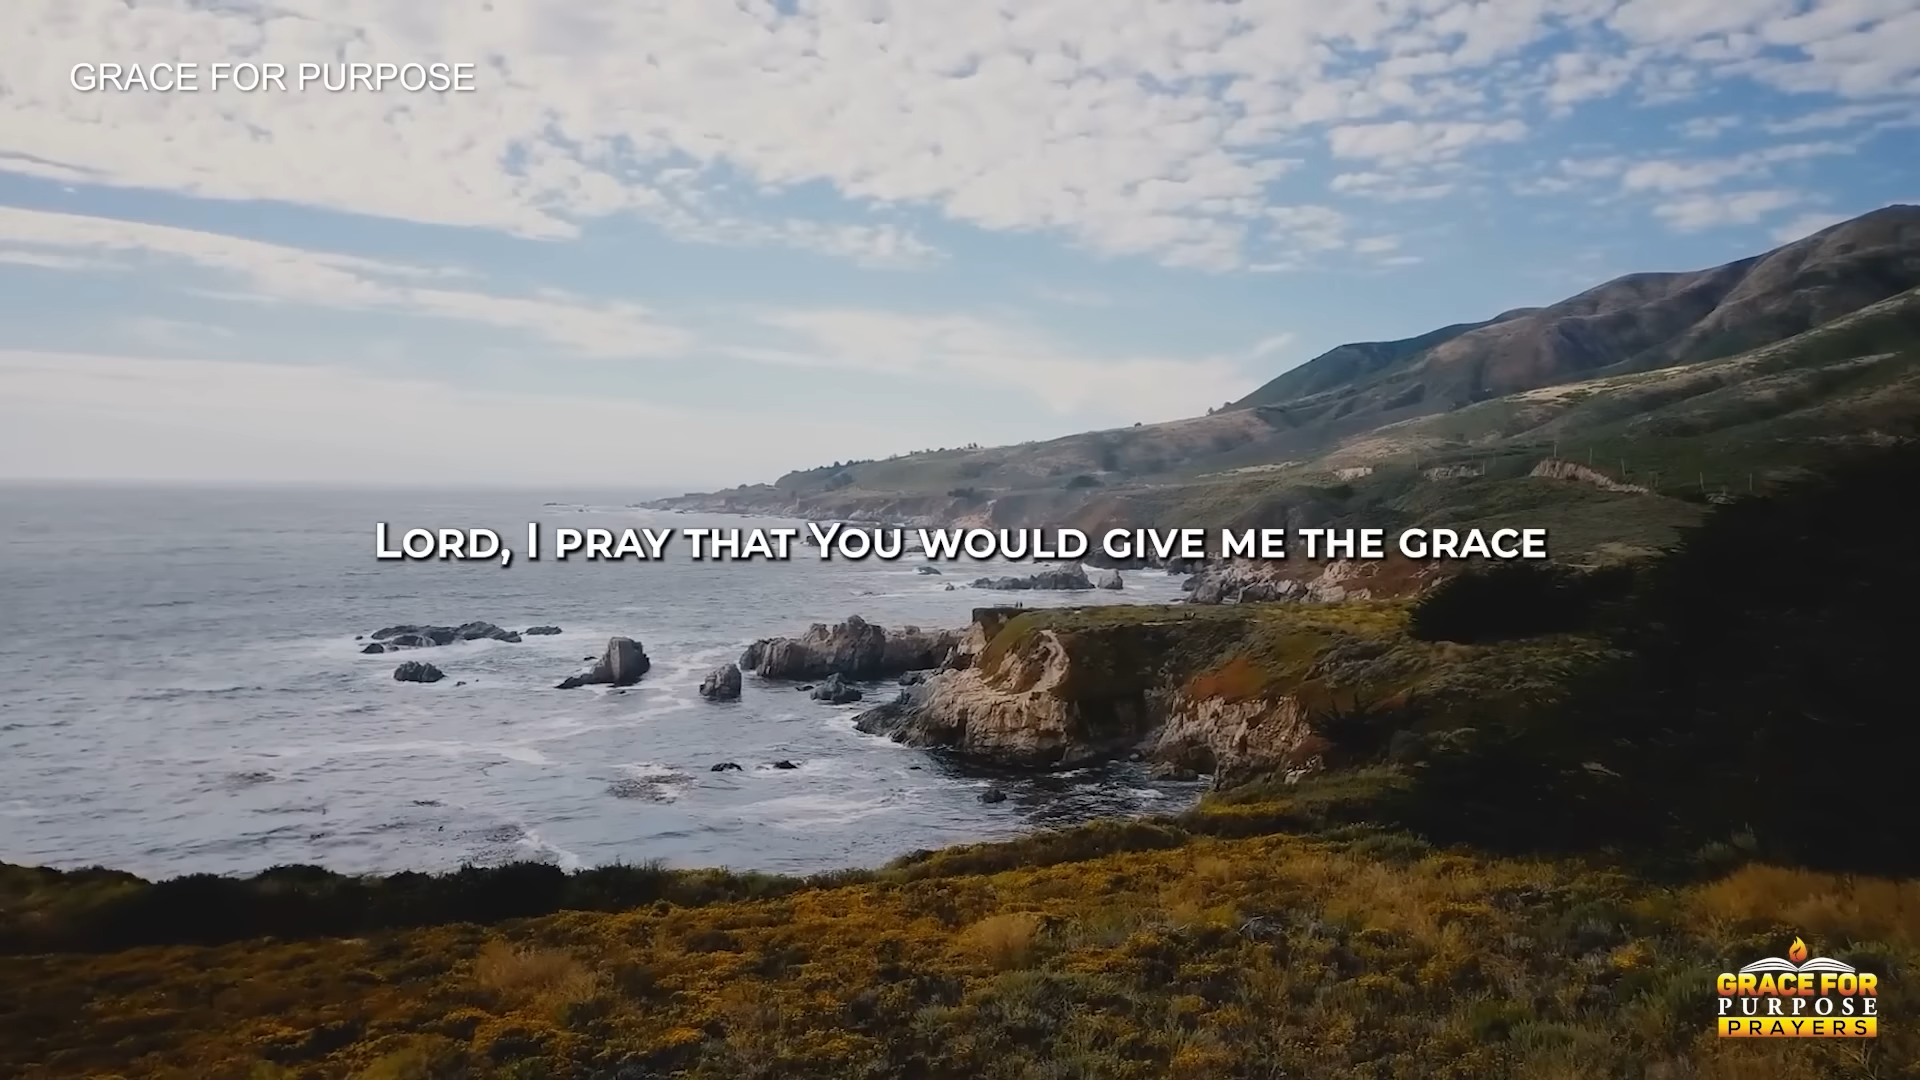 GRACE FOR PURPOSE
Lord, I pray that You would give me the grace
GRACE FOR
PURPOSE
PRAYERS